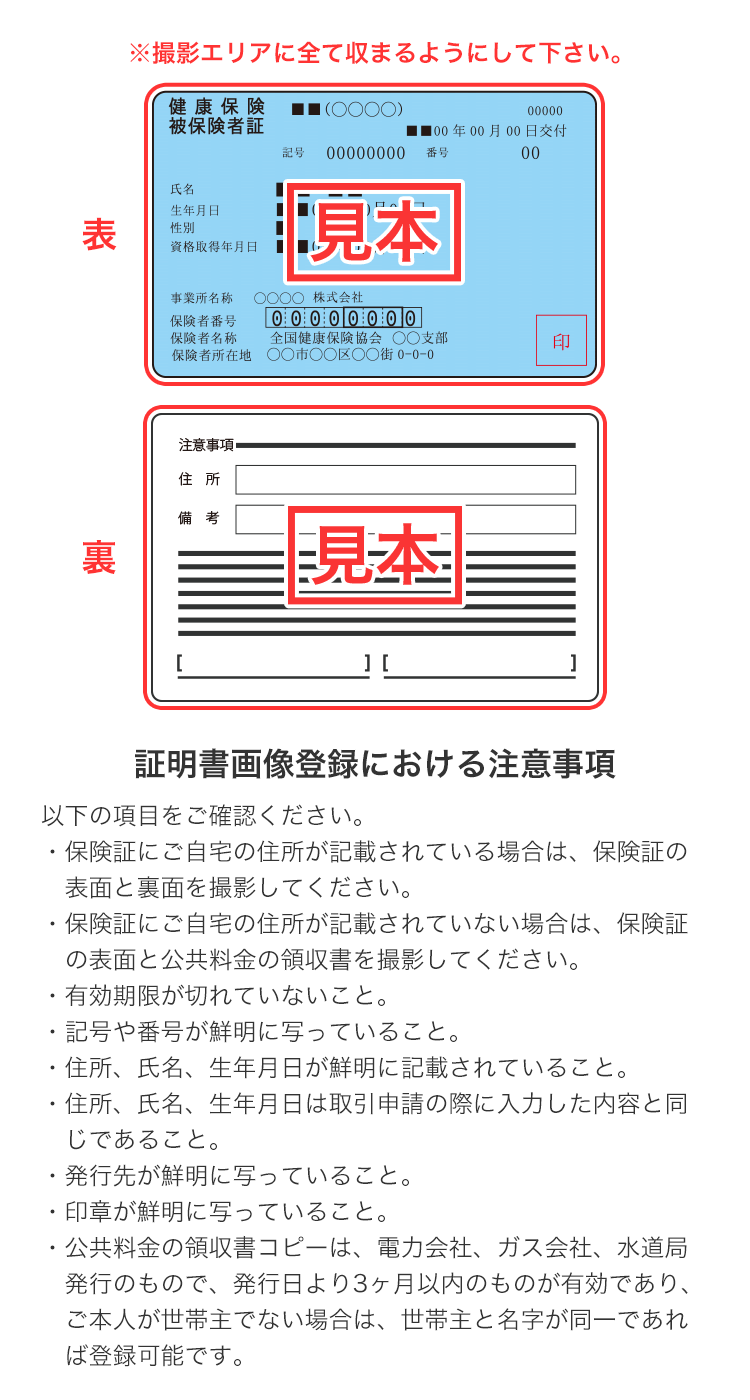 ※撮影エリアに全て収まるようにして下さい。
表
健康保険 ■■(○○○○) 00000
被保険者証 ■■00 年 00 月 00 日交付
記号 00000000 番号 00
氏名
生年月日
性別
資格取得年月日
見本
事業所名称 ○○○○ 株式会社
保険者番号 00000000
保険者名称 全国健康保険協会 ○○支部
保険者所在地 ○○市○○区○○街 0-0-0
印
裏
注意事項
住 所
備 考
見本
[ ] [ ]
証明書画像登録における注意事項
以下の項目をご確認ください。
・保険証にご自宅の住所が記載されている場合は、保険証の
表面と裏面を撮影してください。
・保険証にご自宅の住所が記載されていない場合は、保険証
の表面と公共料金の領収書を撮影してください。
・有効期限が切れていないこと。
・記号や番号が鮮明に写っていること。
・住所、氏名、生年月日が鮮明に記載されていること。
・住所、氏名、生年月日は取引申請の際に入力した内容と同
じであること。
・発行先が鮮明に写っていること。
・印章が鮮明に写っていること。
・公共料金の領収書コピーは、電力会社、ガス会社、水道局
発行のもので、発行日より3ヶ月以内のものが有効であり、
ご本人が世帯主でない場合は、世帯主と名字が同一であれ
ば登録可能です。